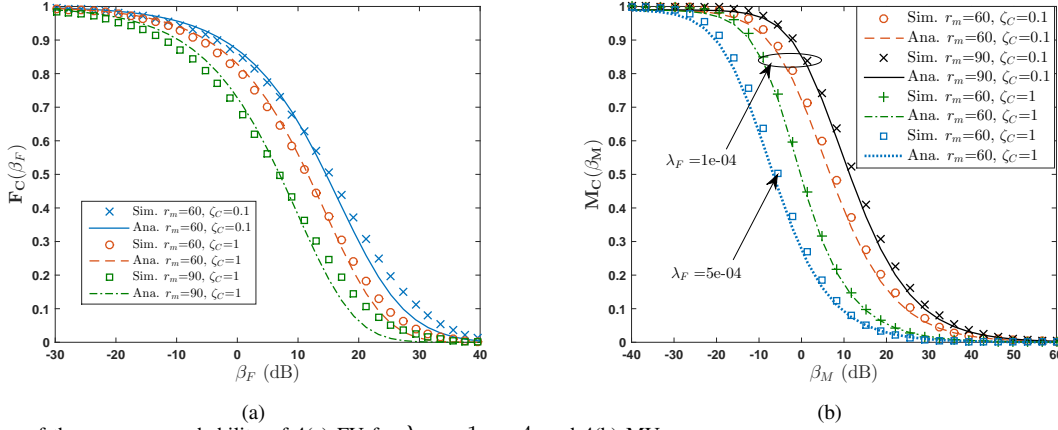 1
0.9
0.8
0.7
0.6
0.5
0.4
0.3
0.2
0.1
0
F_C(β_F)
Sim. r_m=60, ζ_C=0.1
Ana. r_m=60, ζ_C=0.1
Sim. r_m=60, ζ_C=1
Ana. r_m=60, ζ_C=1
Sim. r_m=90, ζ_C=1
Ana. r_m=90, ζ_C=1
-30 -20 -10 0 10 20 30 40
β_F (dB)
(a)
1
0.9
0.8
0.7
0.6
0.5
0.4
0.3
0.2
0.1
0
M_C(β_M)
Sim. r_m=60, ζ_C=0.1
Ana. r_m=60, ζ_C=0.1
Sim. r_m=90, ζ_C=0.1
Ana. r_m=90, ζ_C=0.1
Sim. r_m=60, ζ_C=1
Ana. r_m=60, ζ_C=1
Sim. r_m=60, ζ_C=1
Ana. r_m=60, ζ_C=1
λ_F =1e-04
λ_F =5e-04
-40 -30 -20 -10 0 10 20 30 40 50 60
β_M (dB)
(b)